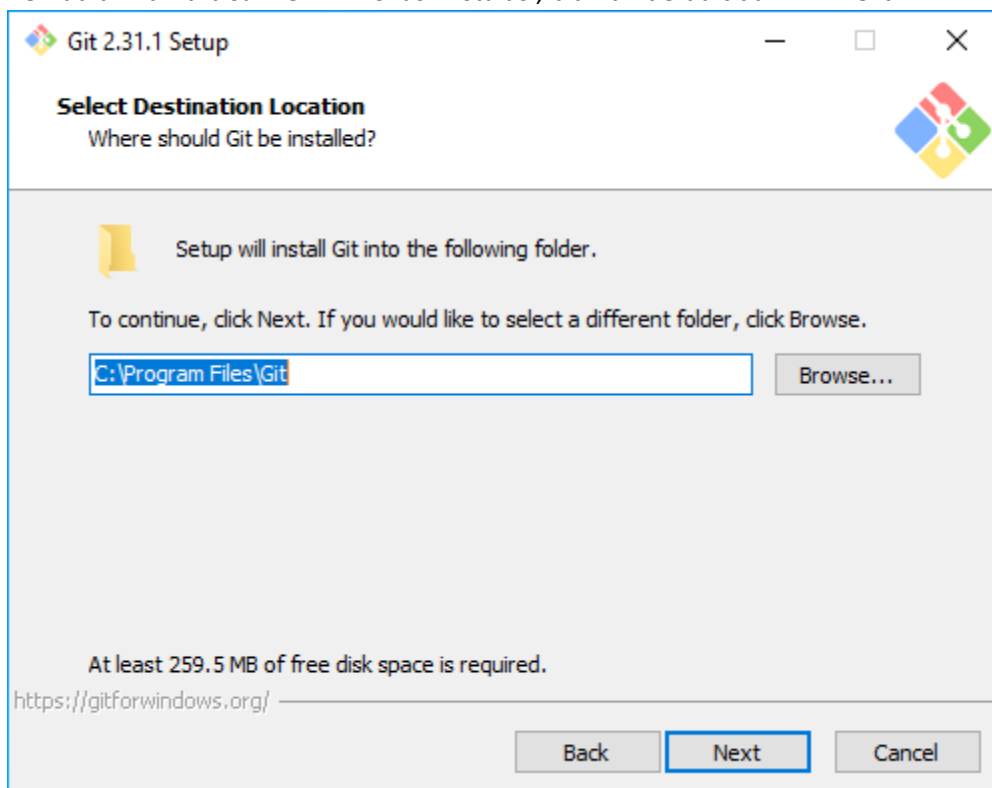 Git 2.31.1 Setup
Select Destination Location
Where should Git be installed?
Setup will install Git into the following folder.
To continue, click Next. If you would like to select a different folder, click Browse.
C:\Program Files\Git
Browse...
At least 259.5 MB of free disk space is required.
https://gitforwindows.org/
Back
Next
Cancel